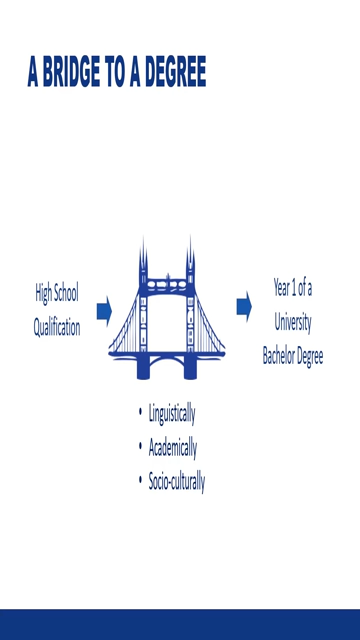 A BRIDGE TO A DEGREE
High School
Qualification
Year 1 of a
University
Bachelor Degree
• Linguistically
• Academically
• Socio-culturally